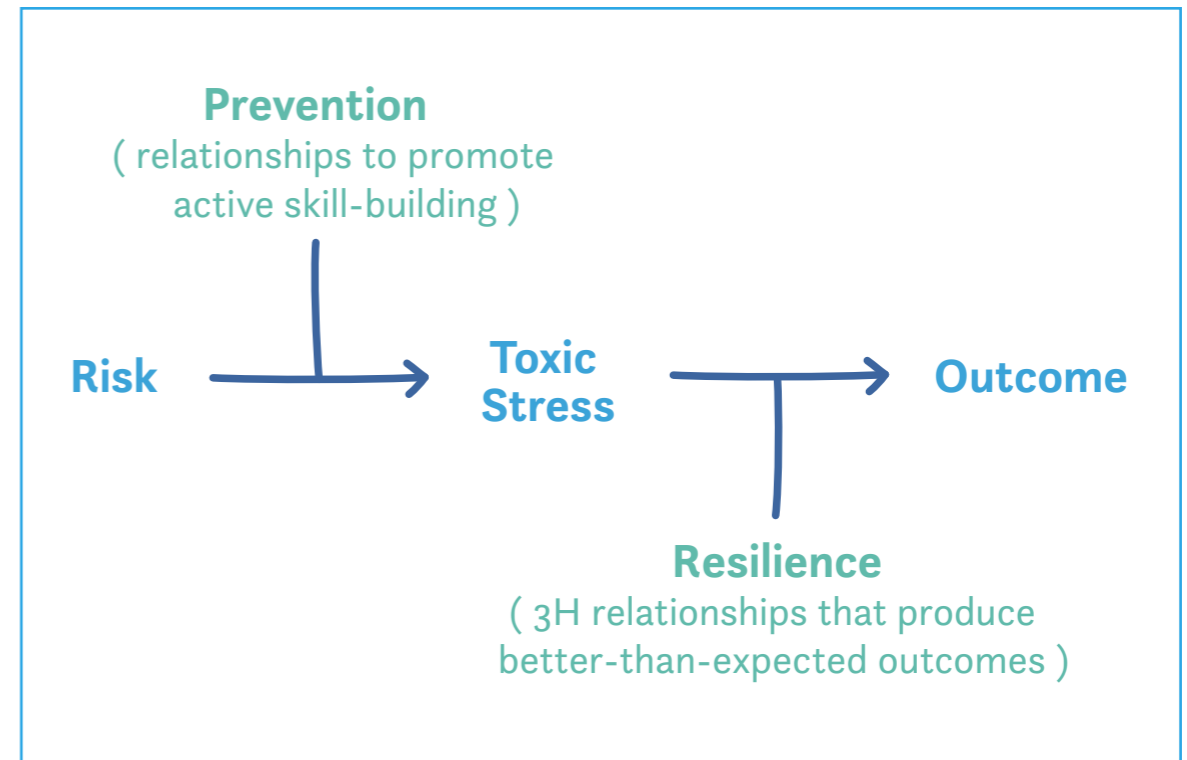 Prevention
( relationships to promote
active skill-building )
Risk
Toxic
Stress
Outcome
Resilience
( 3H relationships that produce
better-than-expected outcomes )